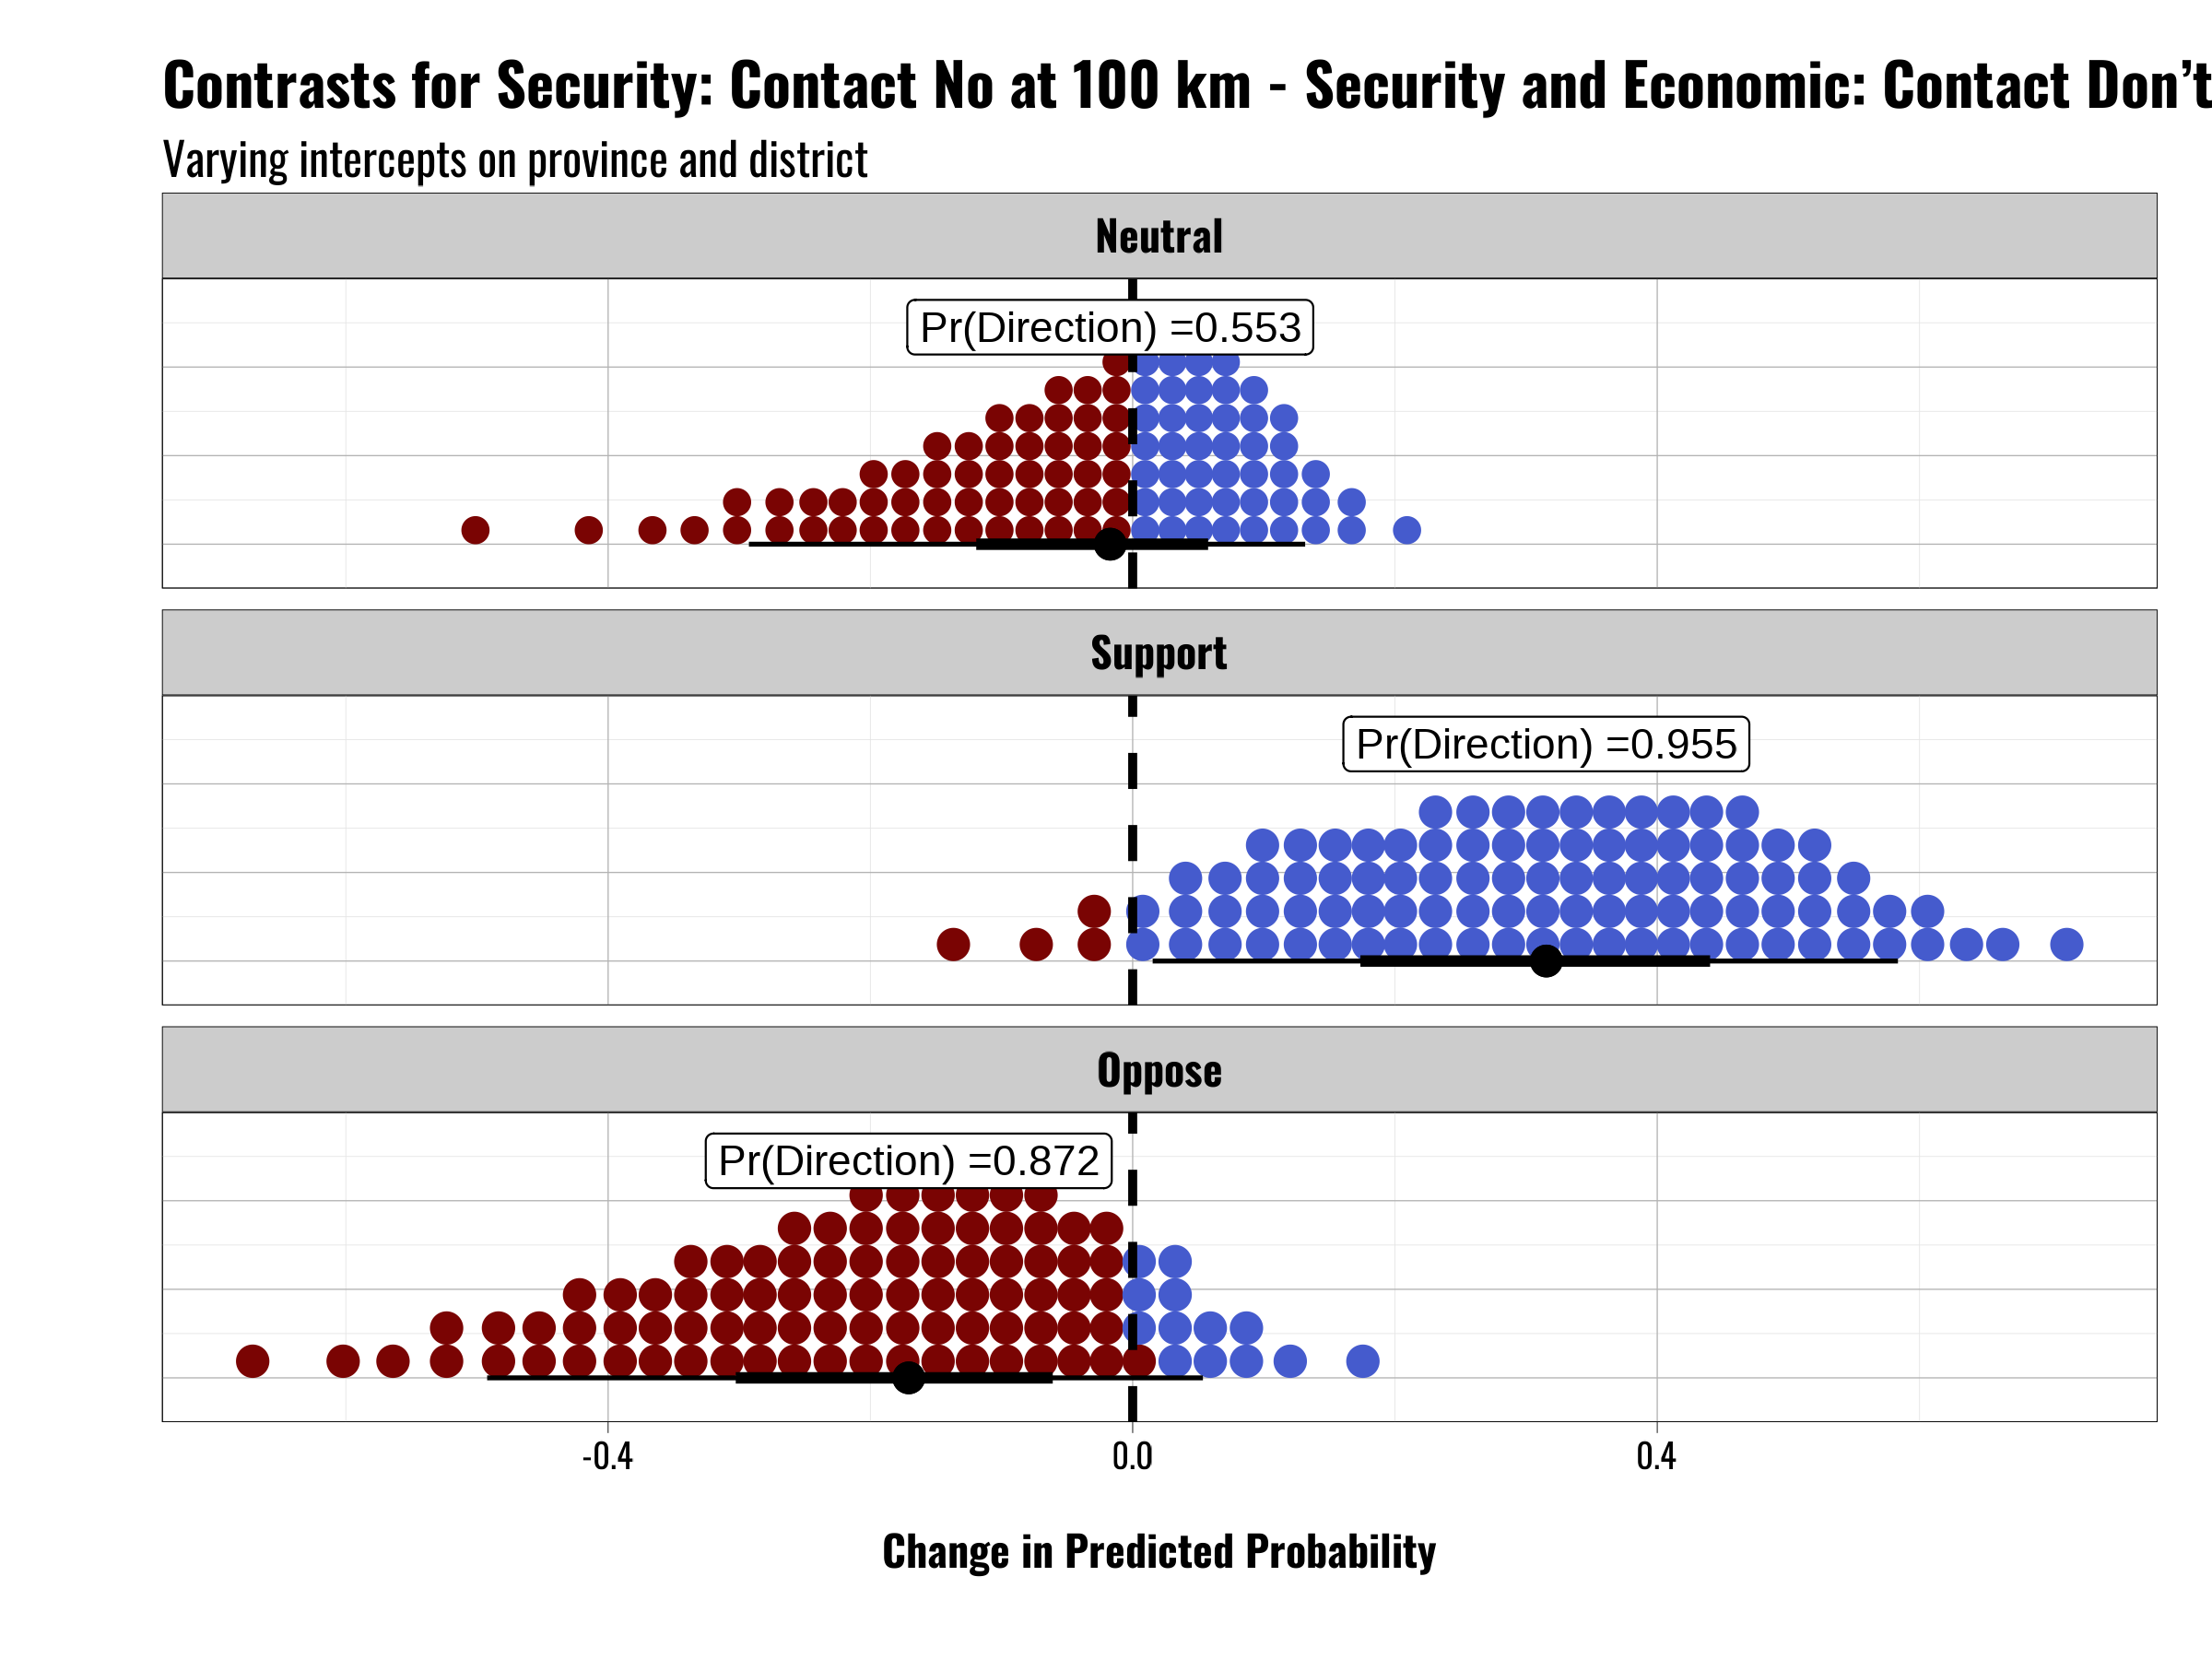 Contrasts for Security: Contact No at 100 km - Security and Economic: Contact Don’t
Varying intercepts on province and district
Neutral
Pr(Direction) =0.553
Support
Pr(Direction) =0.955
Oppose
Pr(Direction) =0.872
-0.4 0.0 0.4
Change in Predicted Probability